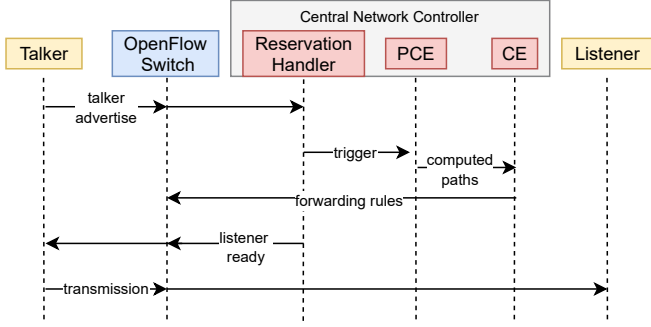 Central Network Controller
Talker
OpenFlow
Switch
Reservation
Handler
PCE
CE
Listener
talker
advertise
trigger
computed
paths
forwarding rules
listener
ready
transmission